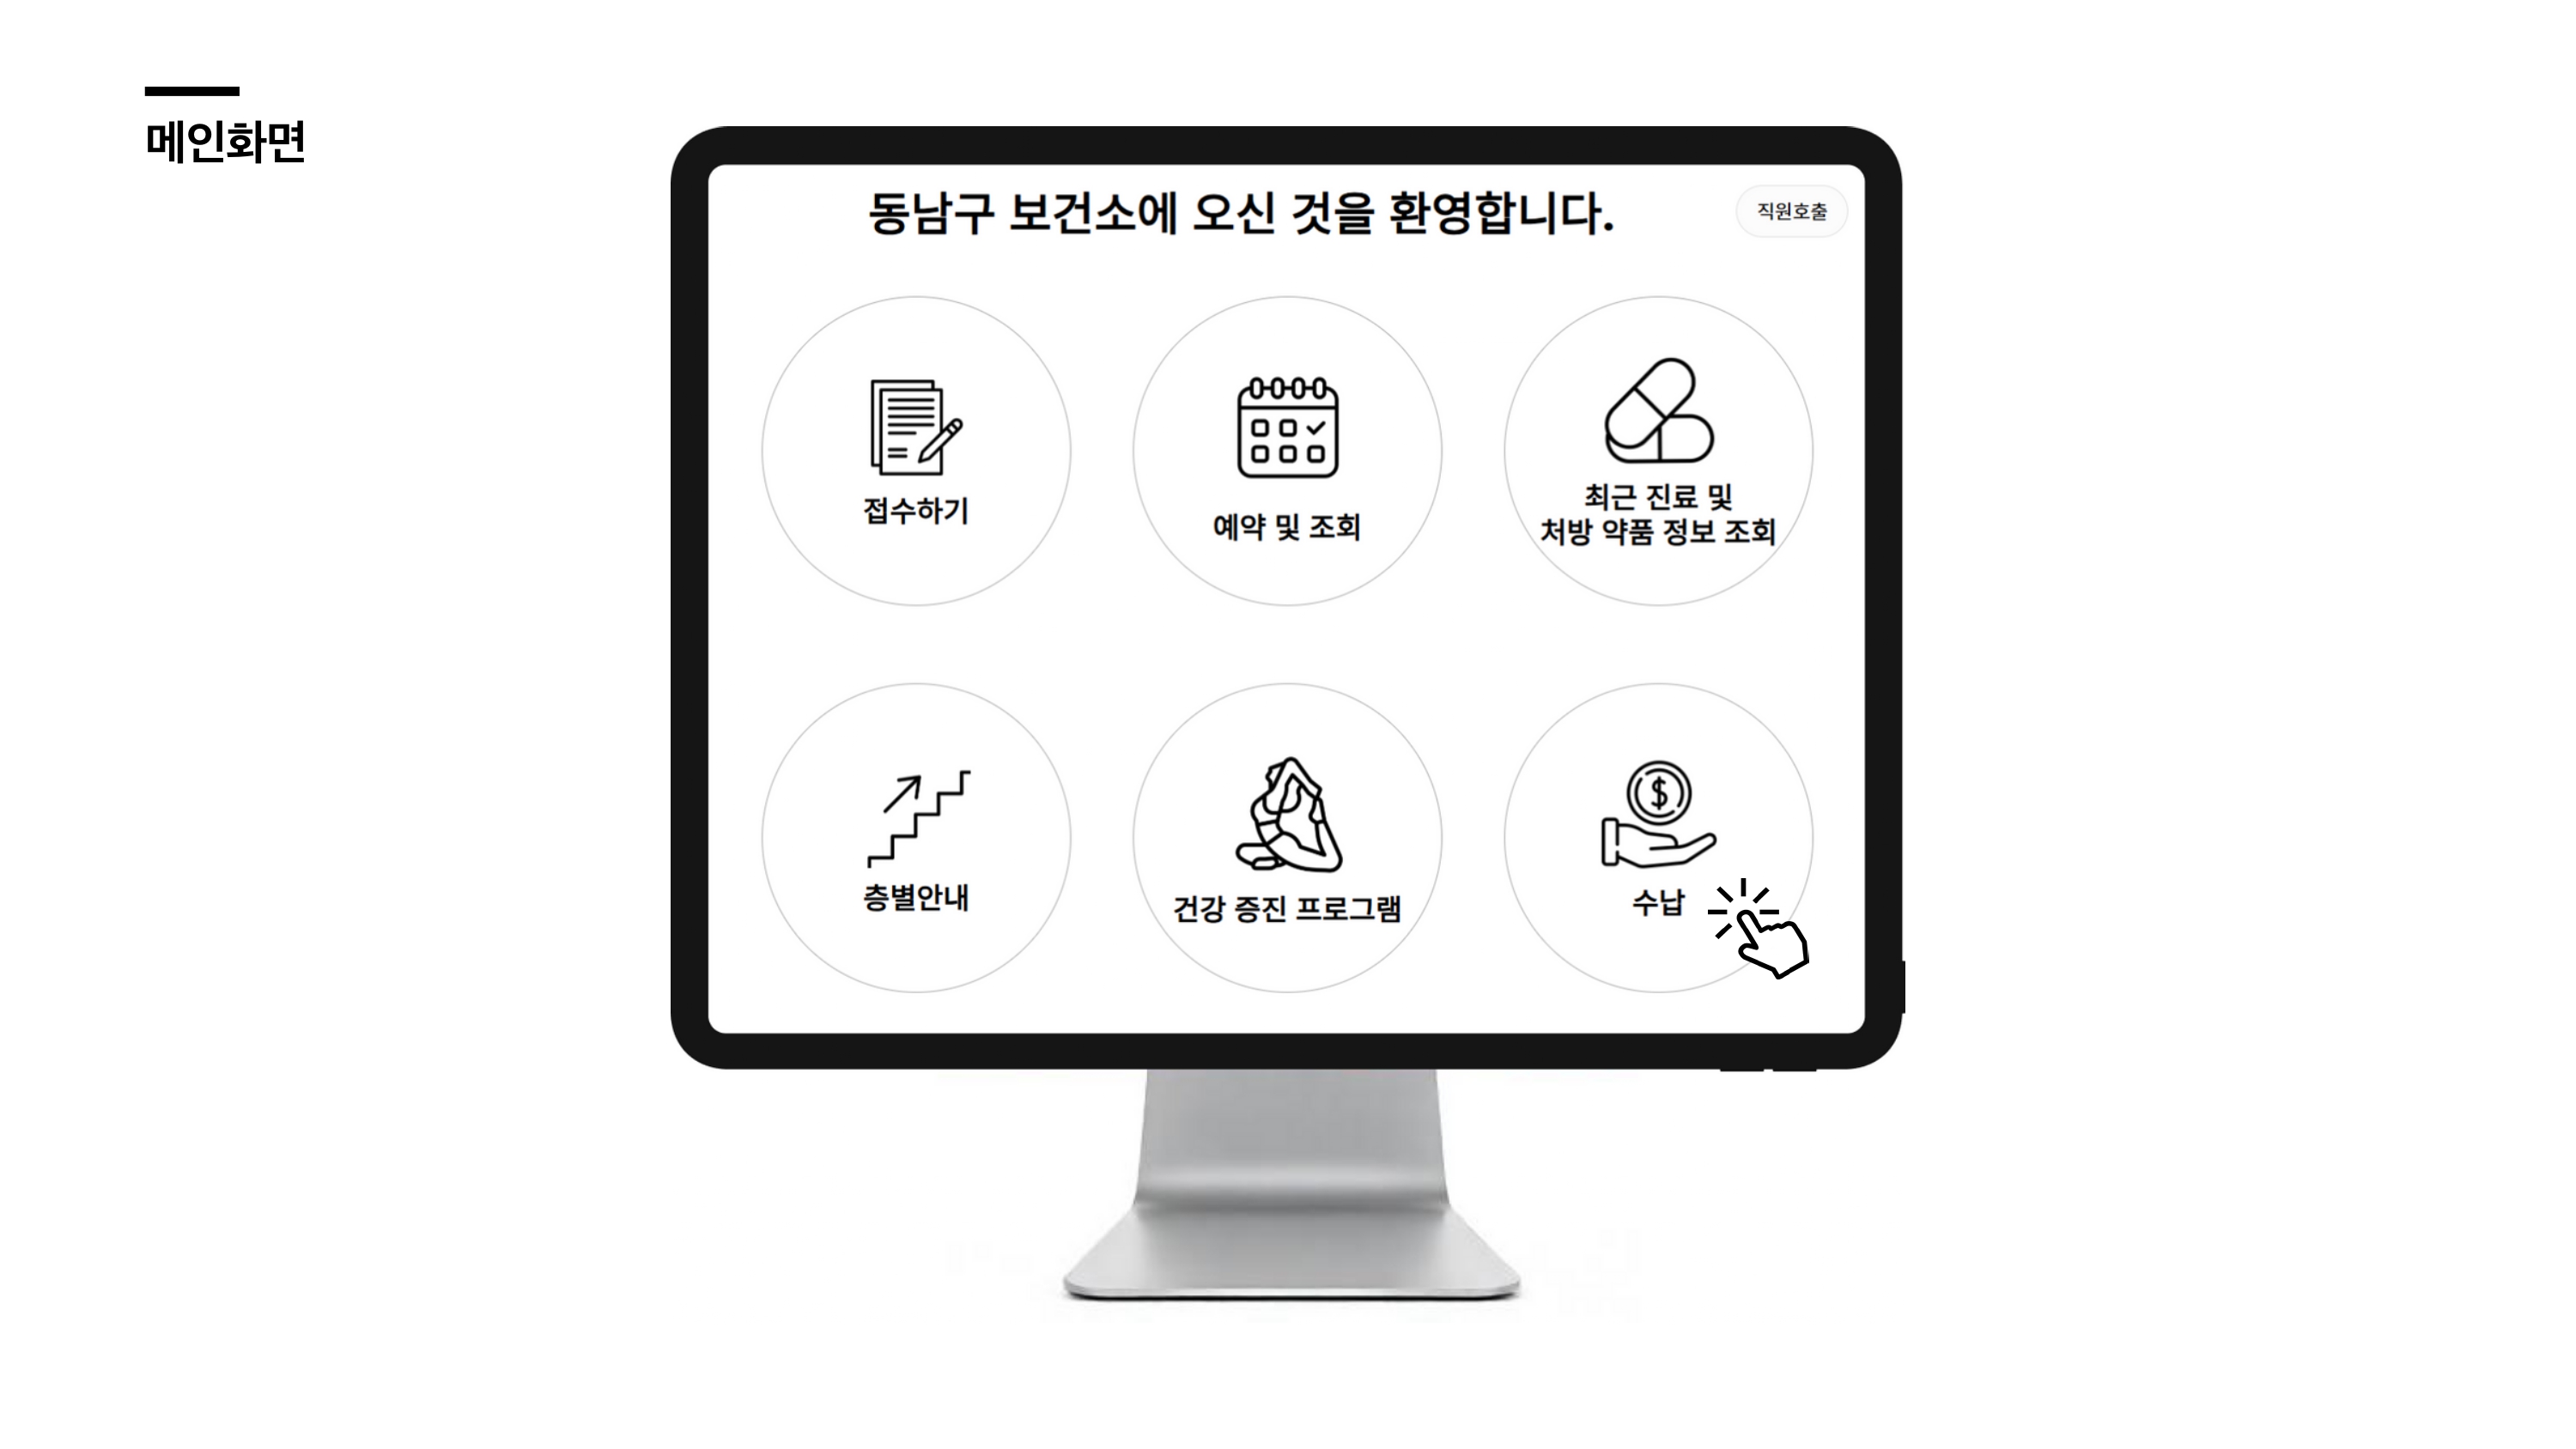 메인화면
동남구 보건소에 오신 것을 환영합니다.
직원호출
접수하기
예약 및 조회
최근 진료 및
처방 약품 정보 조회
층별안내
건강 증진 프로그램
$
수납